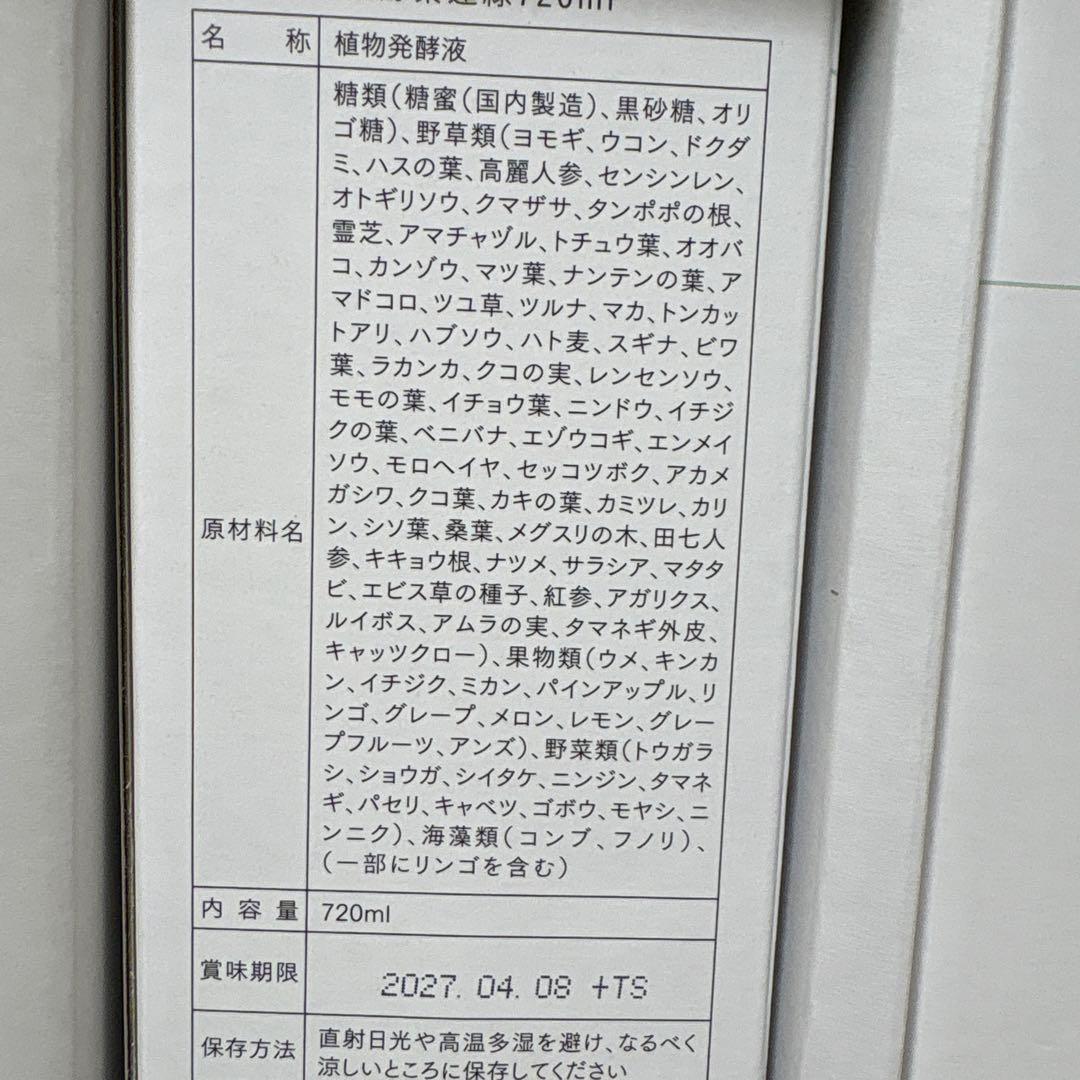 720ml
名称 植物発酵液
原材料名
糖類(糖蜜(国内製造)、黒砂糖、オリ
ゴ糖)、野草類(ヨモギ、ウコン、ドクダ
ミ、ハスの葉、高麗人参、センシンレン、
オトギリソウ、クマザサ、タンポポの根、
霊芝、アマチャヅル、トチュウ葉、オオバ
コ、カンゾウ、マツ葉、ナンテンの葉、ア
マドコロ、ツユ草、ツルナ、マカ、トンカッ
トアリ、ハブソウ、ハト麦、スギナ、ビワ
葉、ラカンカ、クコの実、レンセンソウ、
モモの葉、イチョウ葉、ニンドウ、イチジ
クの葉、ベニバナ、エゾウコギ、エンメイ
ソウ、モロヘイヤ、セッコツボク、アカメ
ガシワ、クコ葉、カキの葉、カミツレ、カリ
ン、シソ葉、桑葉、メグスリの木、田七人
参、キキョウ根、ナツメ、サラシア、マタタ
ビ、エビス草の種子、紅参、アガリクス、
ルイボス、アムラの実、タマネギ外皮、
キャッツクロー)、果物類(ウメ、キンカ
ン、イチジク、ミカン、パインアップル、リ
ンゴ、グレープ、メロン、レモン、グレー
プフルーツ、アンズ)、野菜類(トウガラ
シ、ショウガ、シイタケ、ニンジン、タマネ
ギ、パセリ、キャベツ、ゴボウ、モヤシ、ニ
ンニク)、海藻類(コンブ、フノリ)、
(一部にリンゴを含む)
内容量 720ml
賞味期限 2027.04.08 +TS
保存方法 直射日光や高温多湿を避け、なるべく
涼しいところに保存してください